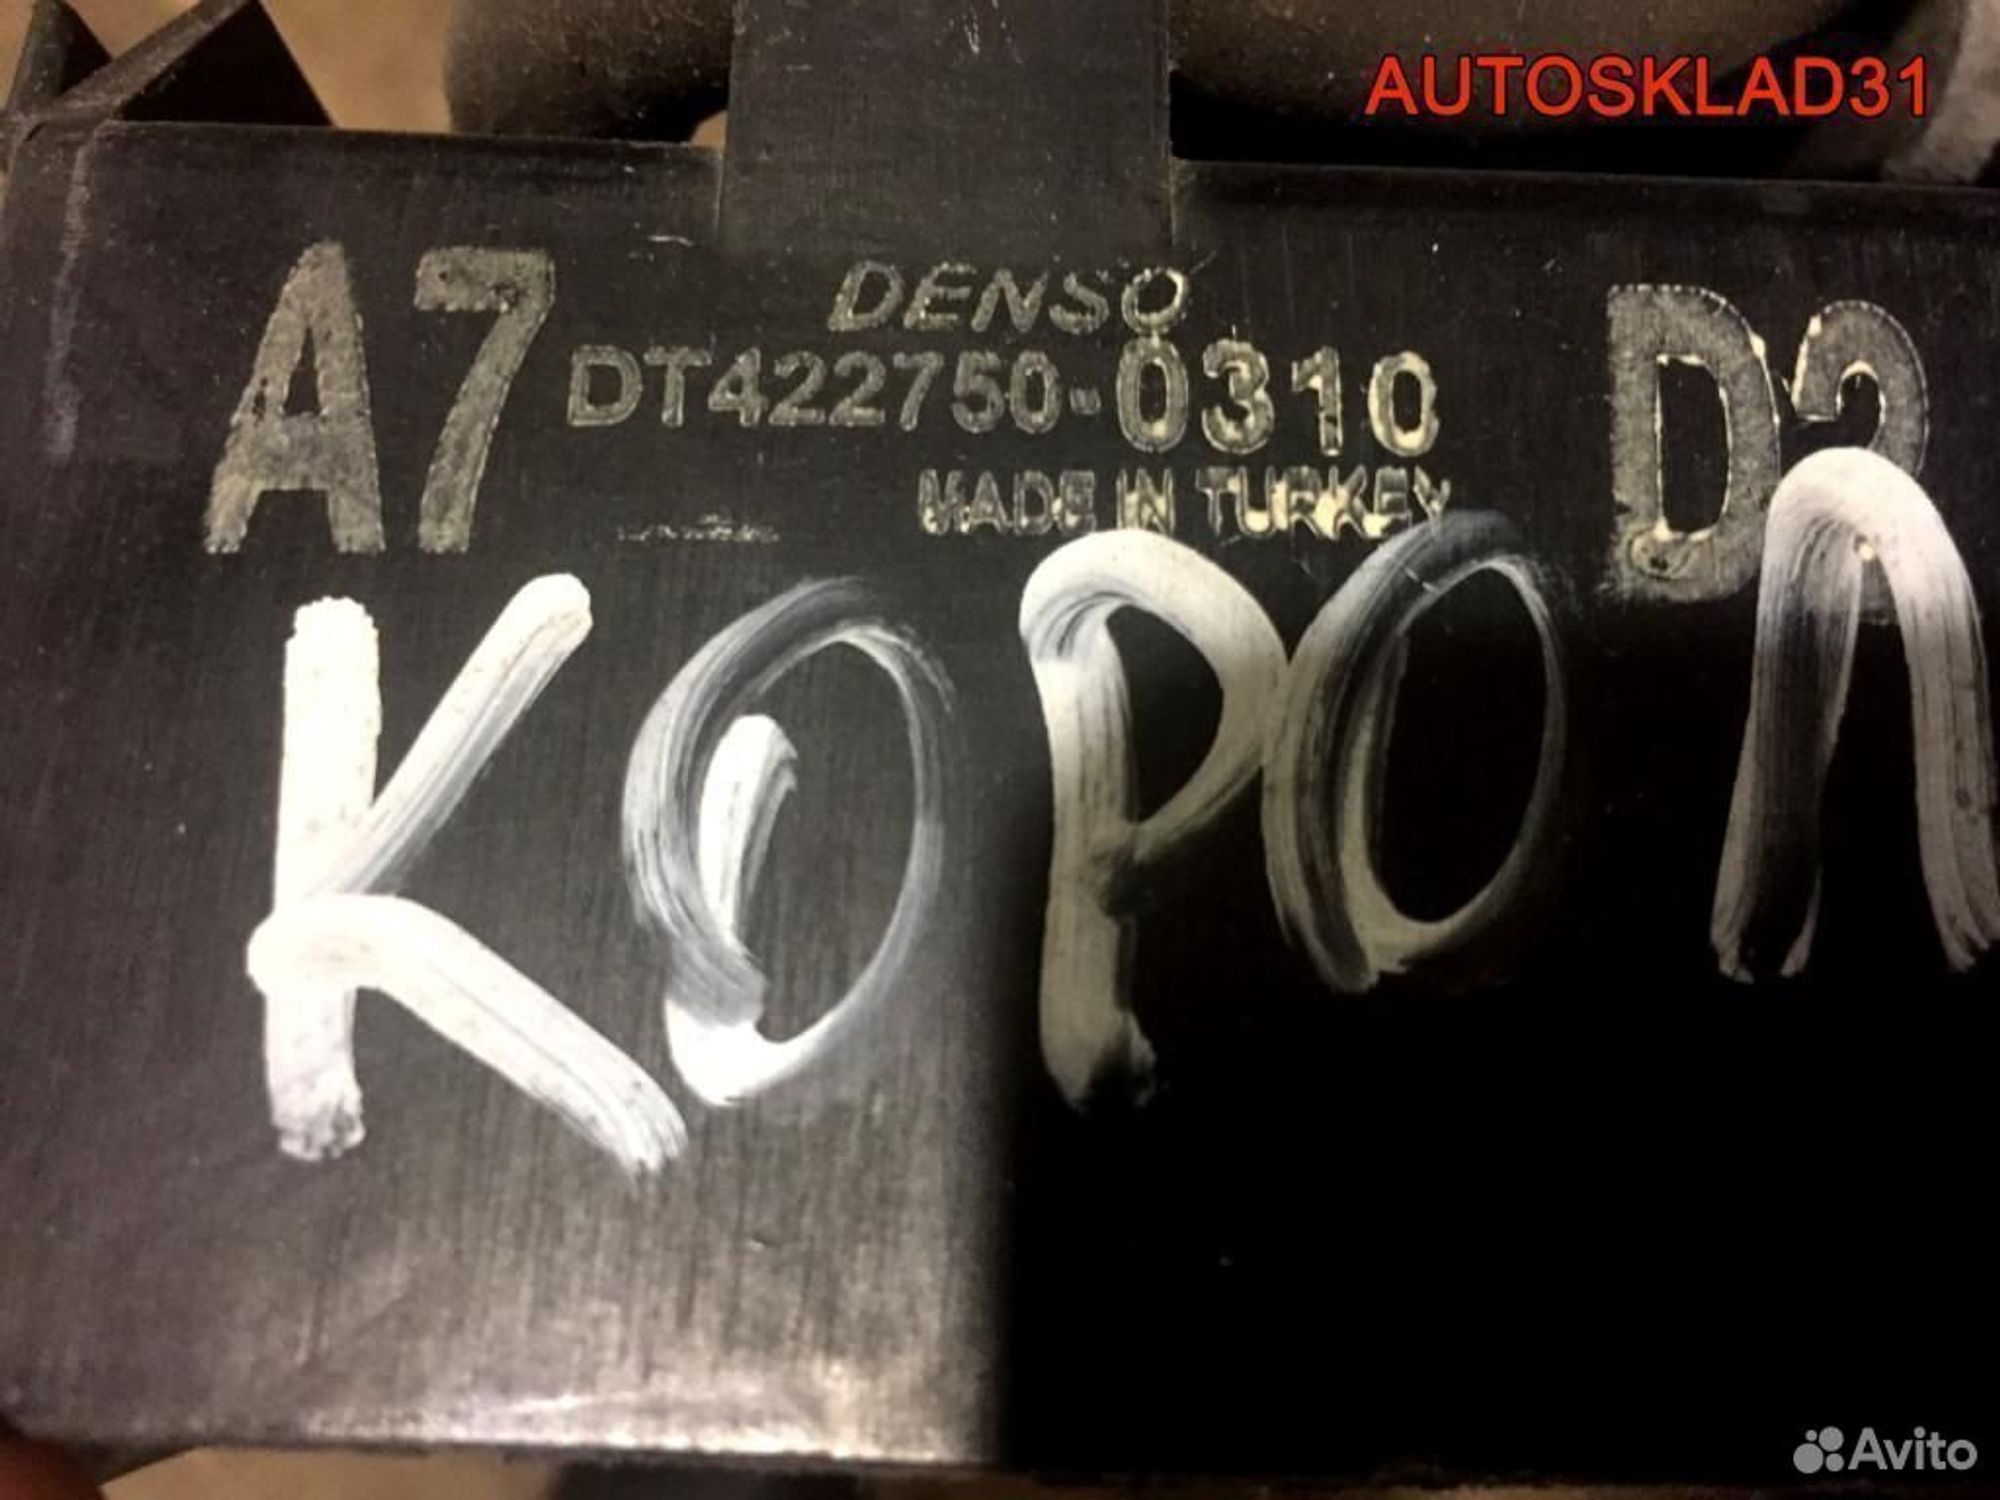 AUTOSKLAD31
A7 DENSO D2
DT422750-0310
MADE IN TURKEY
КОРОЛ
Avito